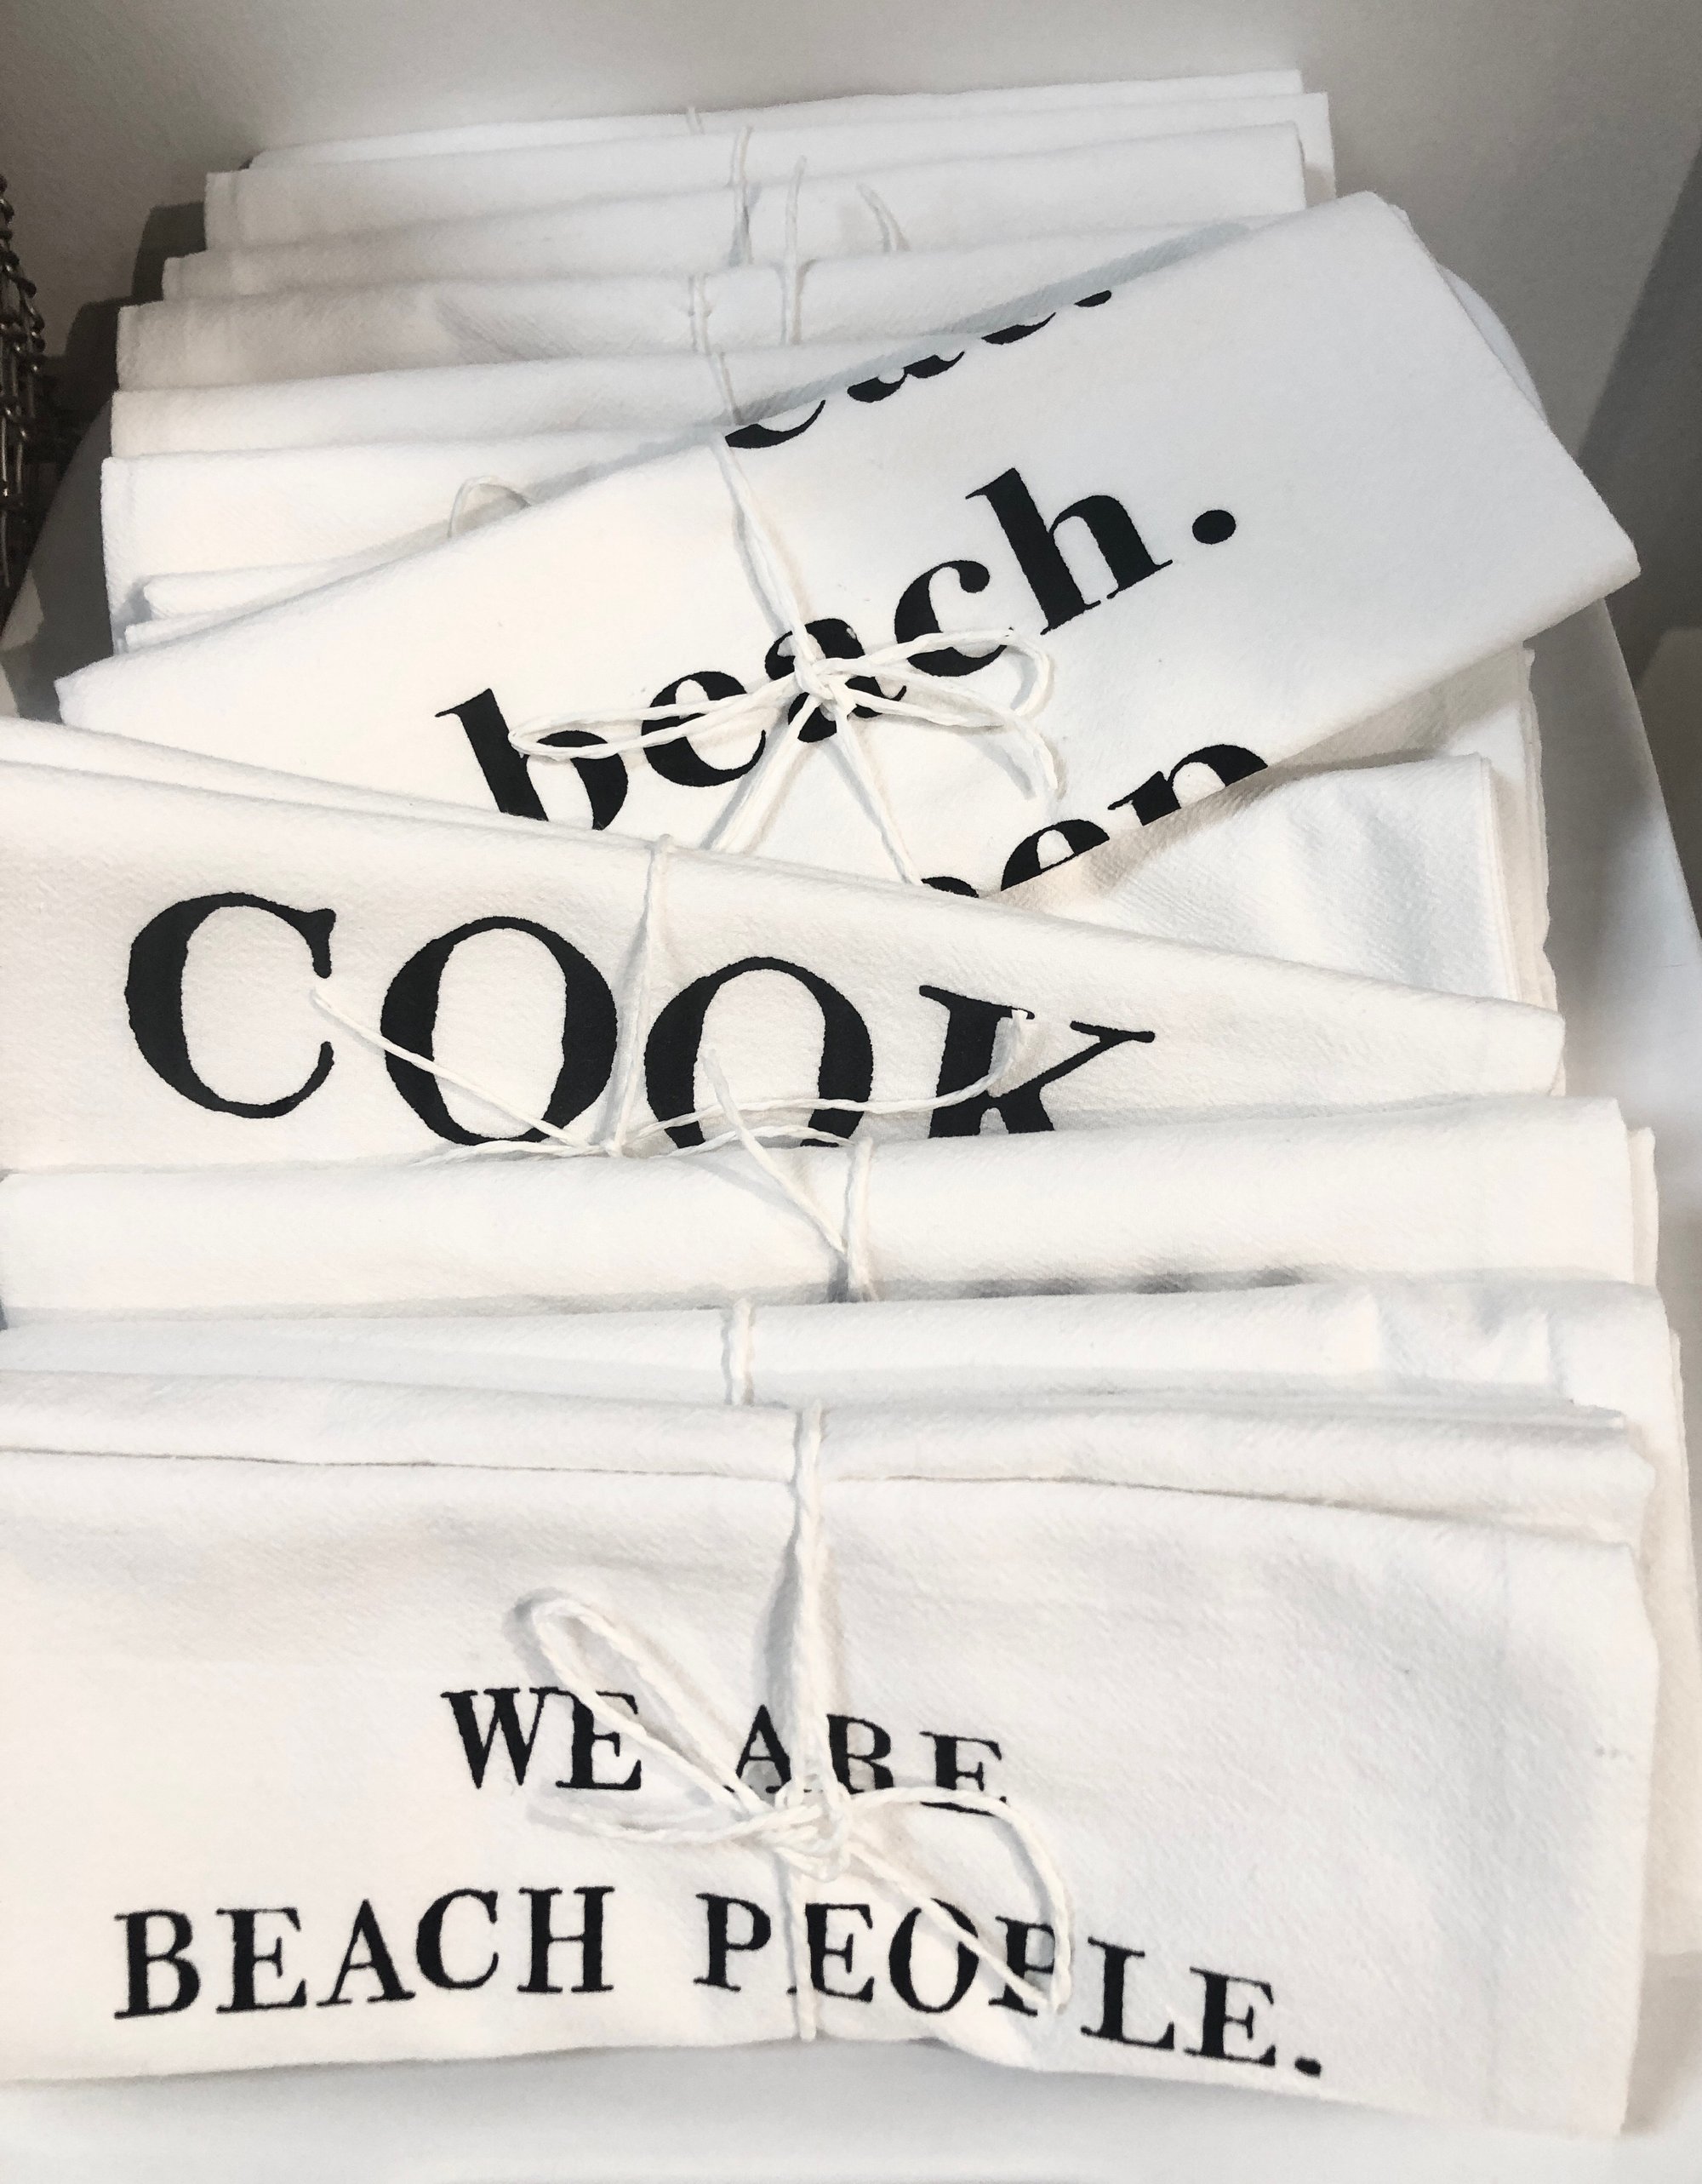 beach.
COOK
WE ARE
BEACH PEOPLE.